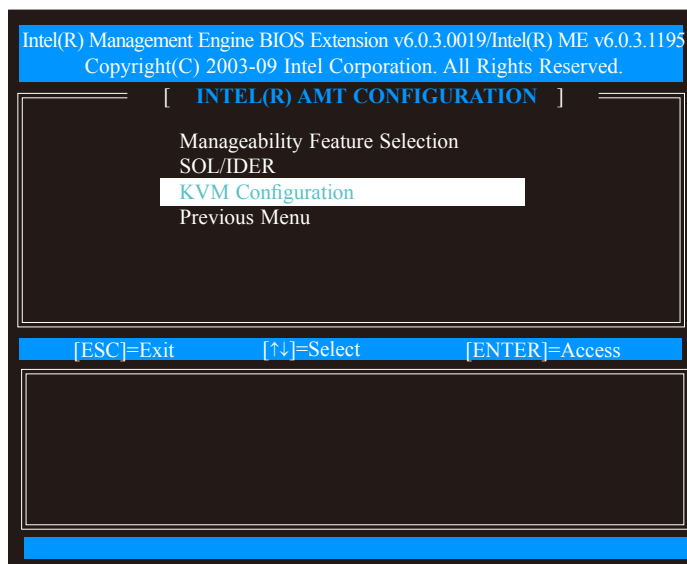 Intel(R) Management Engine BIOS Extension v6.0.3.0019/Intel(R) ME v6.0.3.1195
Copyright(C) 2003-09 Intel Corporation. All Rights Reserved.
[ INTEL(R) AMT CONFIGURATION ]
Manageability Feature Selection
SOL/IDER
KVM Configuration
Previous Menu
[ESC]=Exit [↑↓]=Select [ENTER]=Access